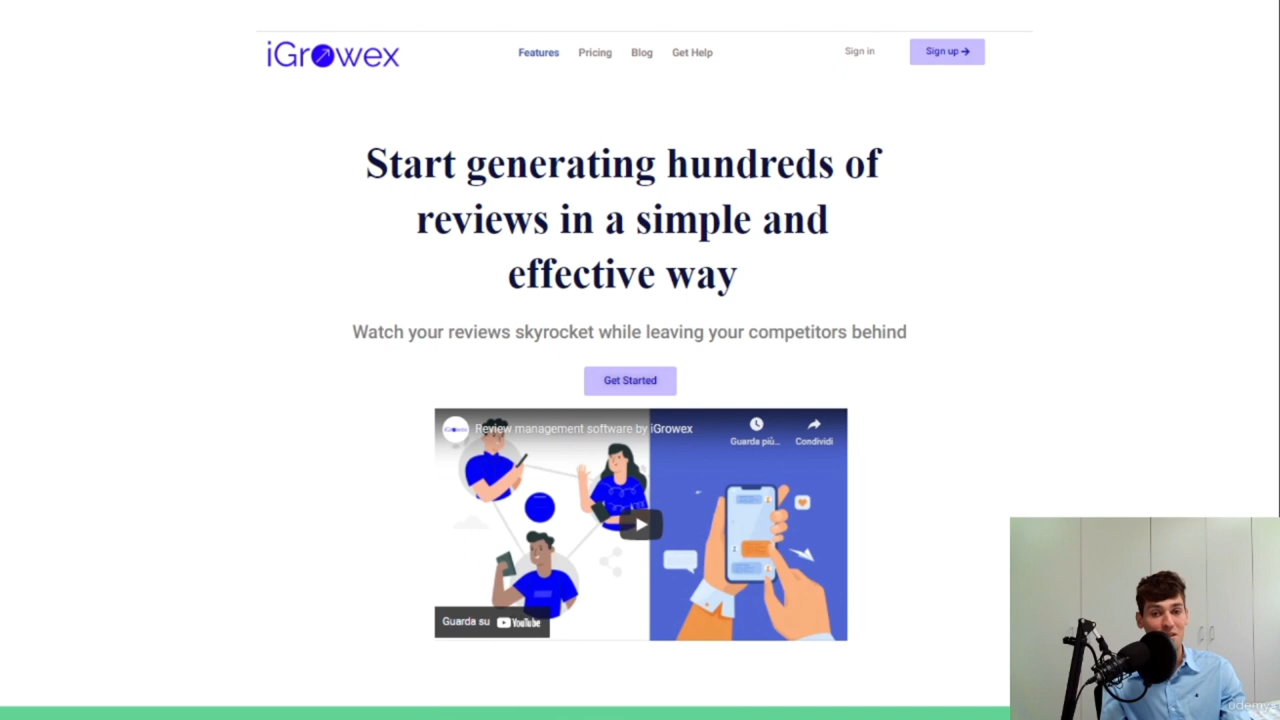 iGrowex
Features Pricing Blog Get Help Sign in Sign up →
Start generating hundreds of
reviews in a simple and
effective way
Watch your reviews skyrocket while leaving your competitors behind
Get Started
Review management software by iGrowex
Guarda più... Condividi
Guarda su YouTube
udemy